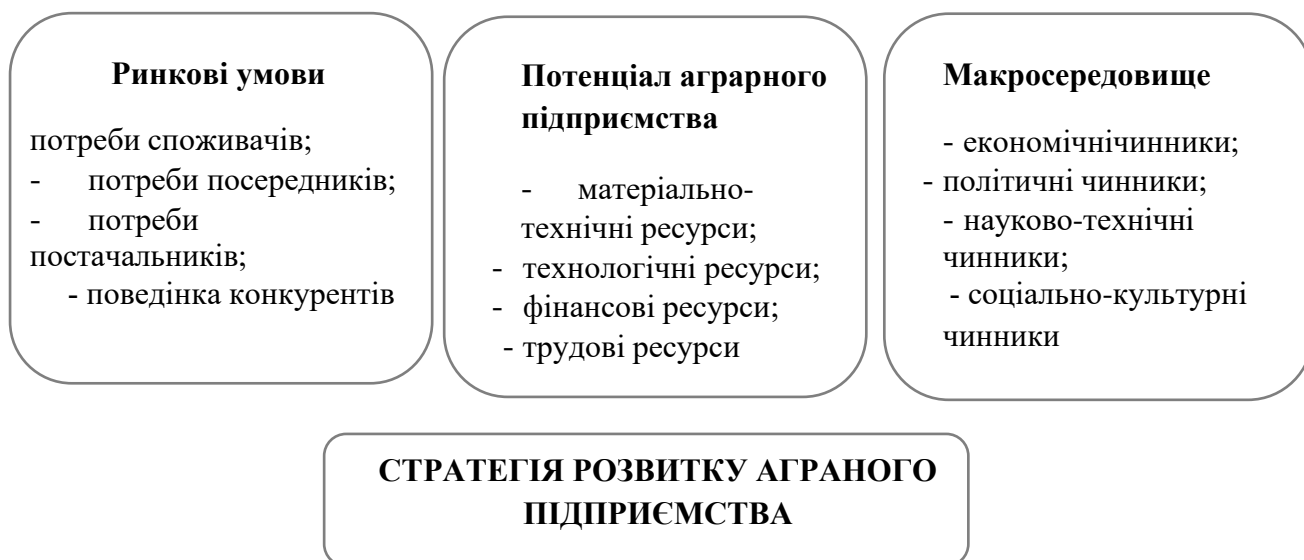 Ринкові умови
потреби споживачів;
- потреби посередників;
- потреби
постачальників;
- поведінка конкурентів
Потенціал аграрного
підприємства
- матеріально-
технічні ресурси;
- технологічні ресурси;
- фінансові ресурси;
- трудові ресурси
Макросередовище
- економічнічинники;
- політичні чинники;
- науково-технічні
чинники;
- соціально-культурні
чинники
СТРАТЕГІЯ РОЗВИТКУ АГРАНОГО
ПІДПРИЄМСТВА